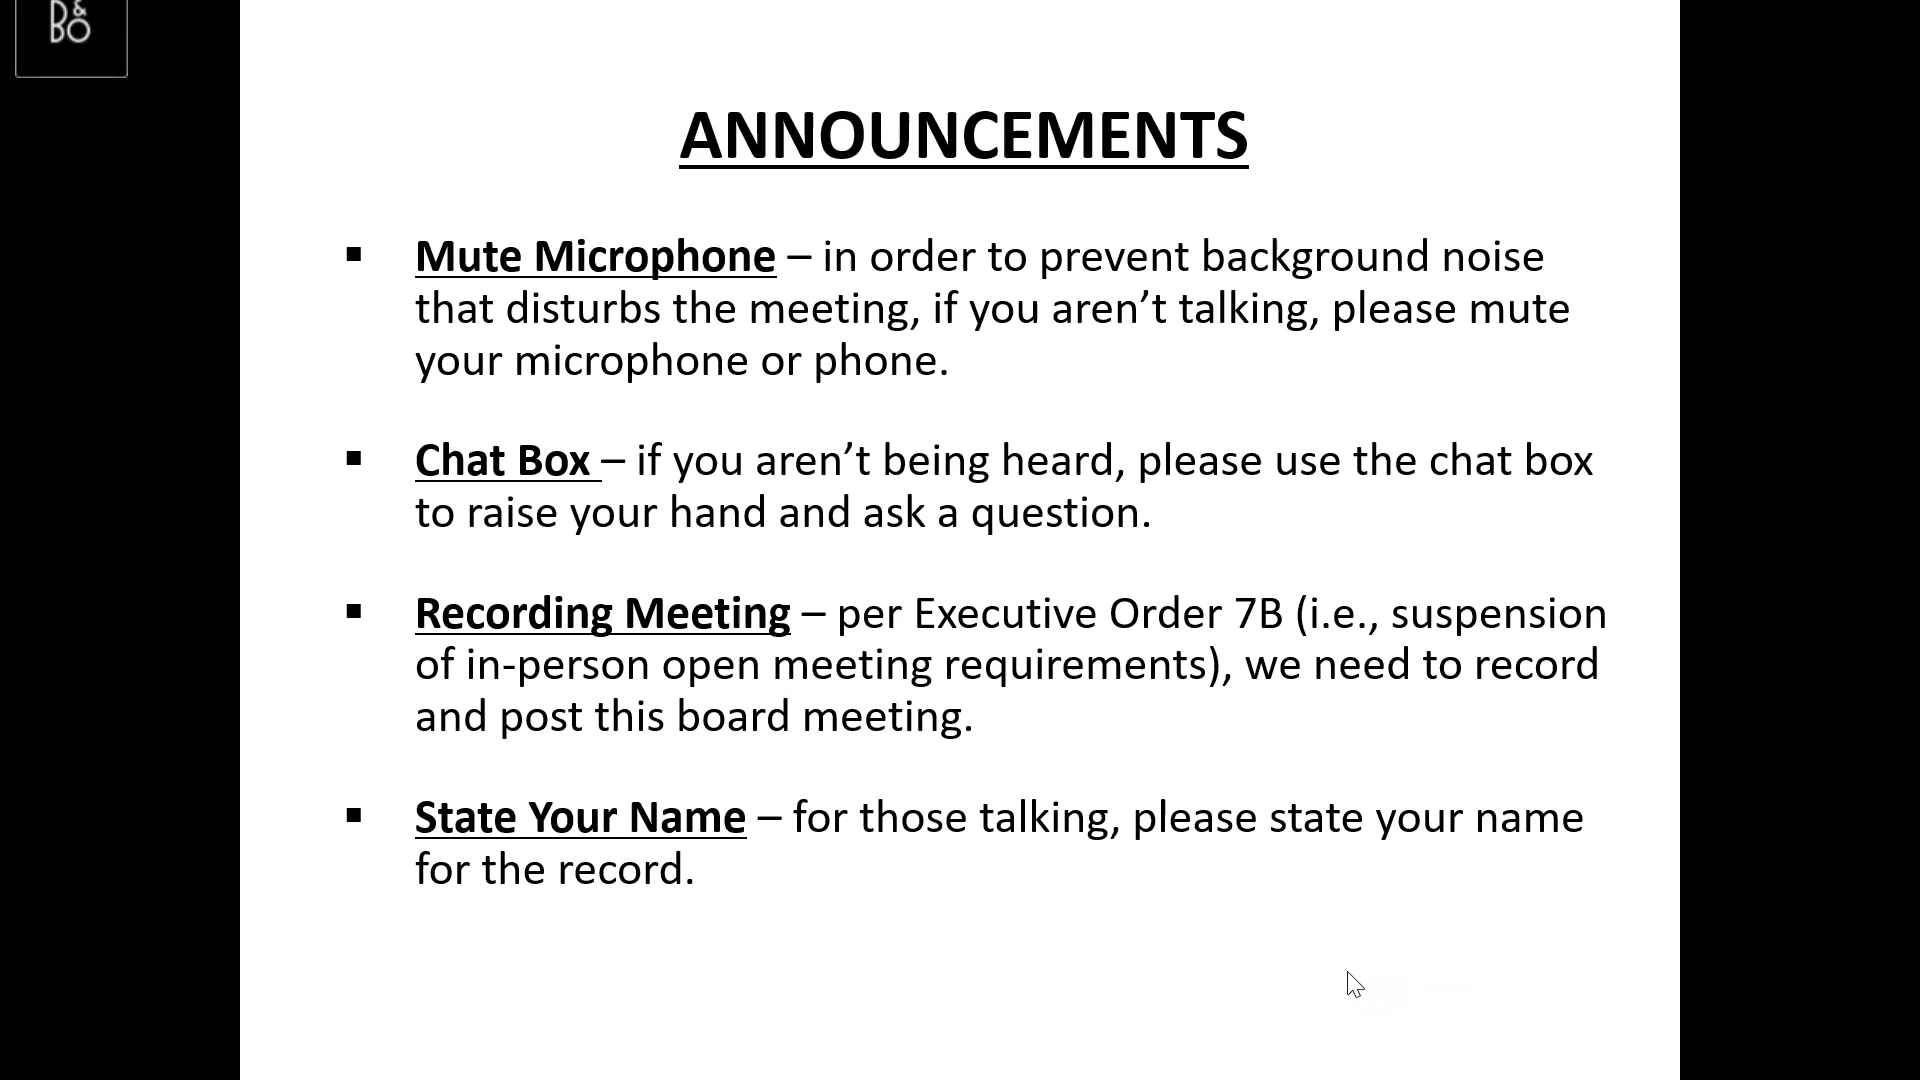 B&O
ANNOUNCEMENTS
▪ Mute Microphone – in order to prevent background noise
that disturbs the meeting, if you aren’t talking, please mute
your microphone or phone.
▪ Chat Box – if you aren’t being heard, please use the chat box
to raise your hand and ask a question.
▪ Recording Meeting – per Executive Order 7B (i.e., suspension
of in-person open meeting requirements), we need to record
and post this board meeting.
▪ State Your Name – for those talking, please state your name
for the record.